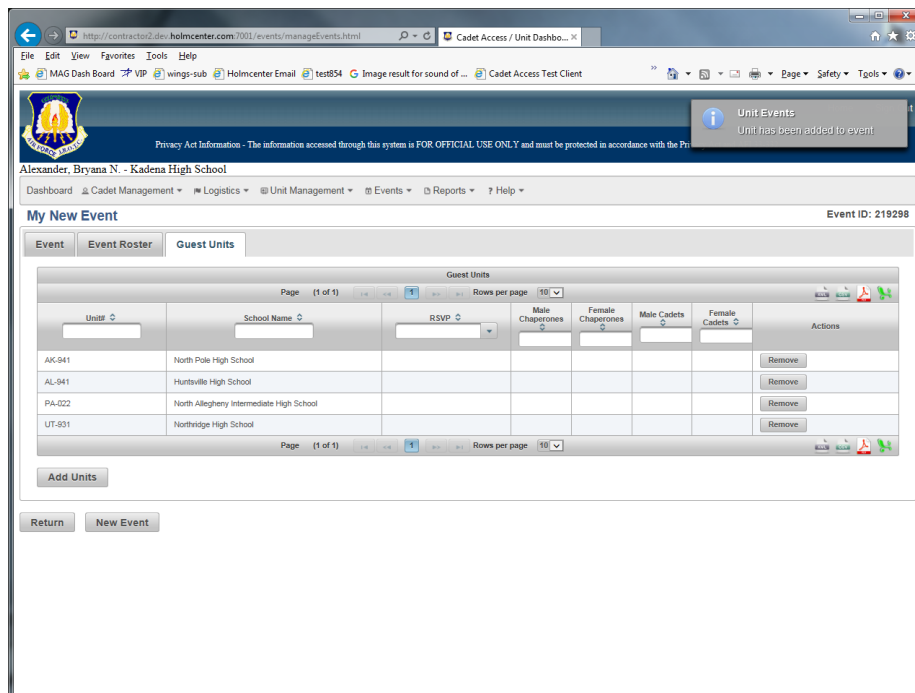 http://contractor2.dev.holmcenter.com:7001/events/manageEvents.html
Cadet Access / Unit Dashbo...
File Edit View Favorites Tools Help
MAG Dash Board VIP wings-sub Holmcenter Email test854 Image result for sound of ... Cadet Access Test Client
Page Safety Tools
AIR FORCE JROTC
Unit Events
Unit has been added to event
Privacy Act Information - The information accessed through this system is FOR OFFICIAL USE ONLY and must be protected in accordance with the Pri
Alexander, Bryana N. - Kadena High School
Dashboard Cadet Management Logistics Unit Management Events Reports ? Help
My New Event Event ID: 219298
Event Event Roster Guest Units
Guest Units
Page (1 of 1) 1 Rows per page 10
Unit# School Name RSVP Male Chaperones Female Chaperones Male Cadets Female Cadets Actions
AK-941 North Pole High School Remove
AL-941 Huntsville High School Remove
PA-022 North Allegheny Intermediate High School Remove
UT-931 Northridge High School Remove
Page (1 of 1) 1 Rows per page 10
Add Units
Return New Event